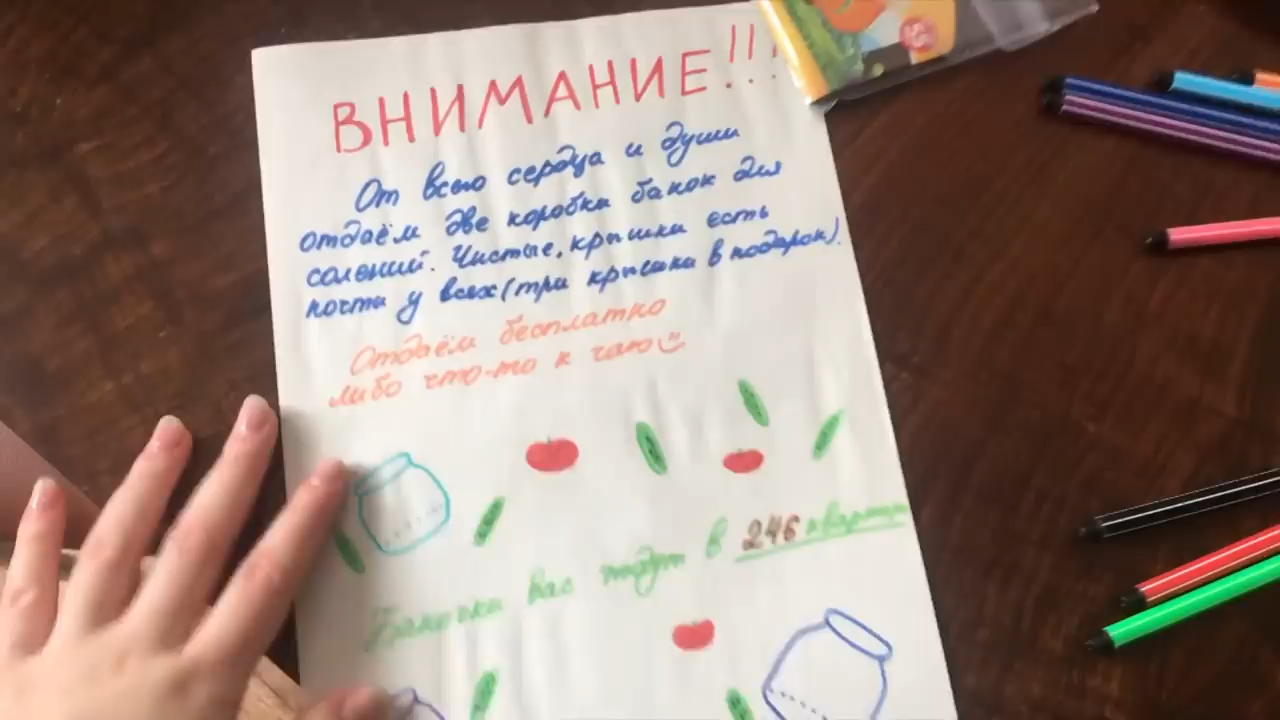 ВНИМАНИЕ!!!
От всего сердца и души
отдаём две коробки банок для
солений. Чистые, крышки есть
почти у всех (три крышки в подарок).
Отдаём бесплатно
либо что-то к чаю
Баночки вас ждут в 246 квартире